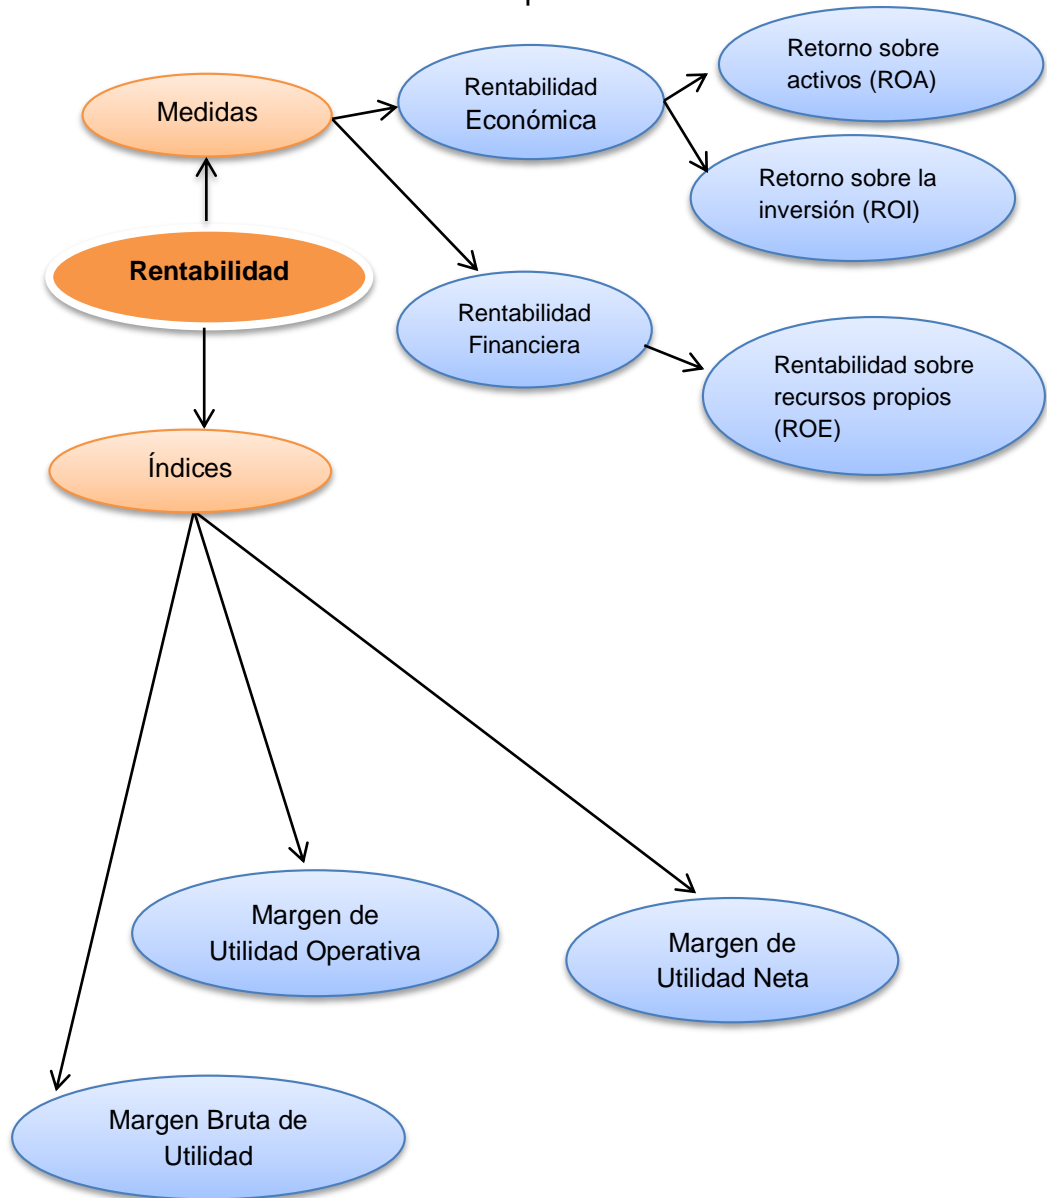 Rentabilidad
Económica
Retorno sobre
activos (ROA)
Medidas
Retorno sobre la
inversión (ROI)
Rentabilidad
Rentabilidad
Financiera
Rentabilidad sobre
recursos propios
(ROE)
Índices
Margen de
Utilidad Operativa
Margen de
Utilidad Neta
Margen Bruta de
Utilidad